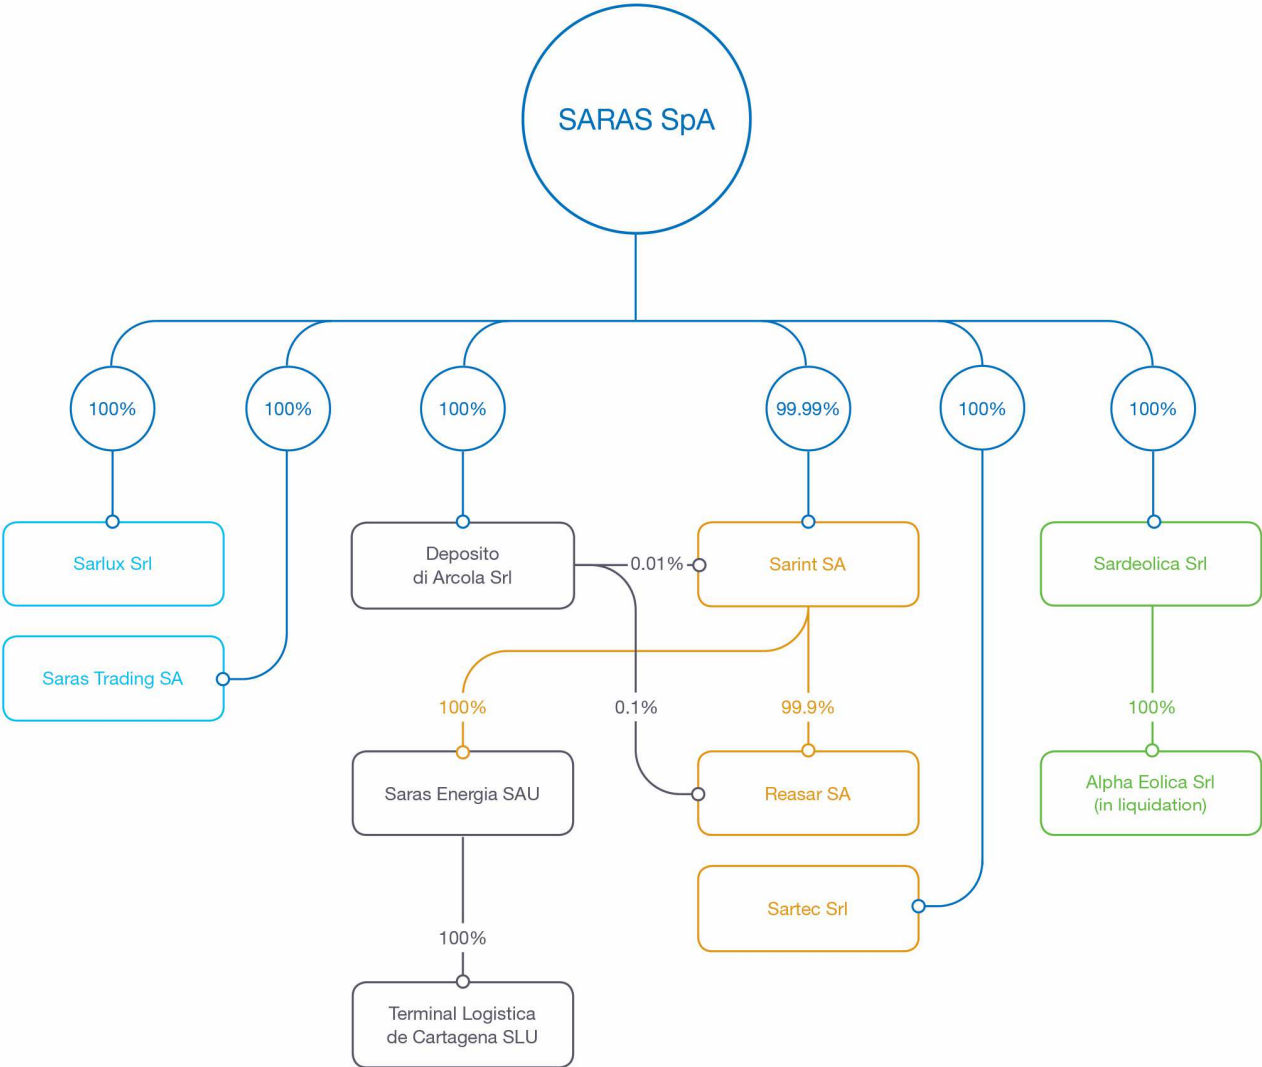 SARAS SpA
100%
100%
100%
99.99%
100%
100%
Sarlux Srl
Deposito
di Arcola Srl
0.01%
Sarint SA
Sardeolica Srl
Saras Trading SA
100%
0.1%
99.9%
100%
Saras Energia SAU
Reasar SA
Alpha Eolica Srl
(in liquidation)
Sartec Srl
100%
Terminal Logistica
de Cartagena SLU